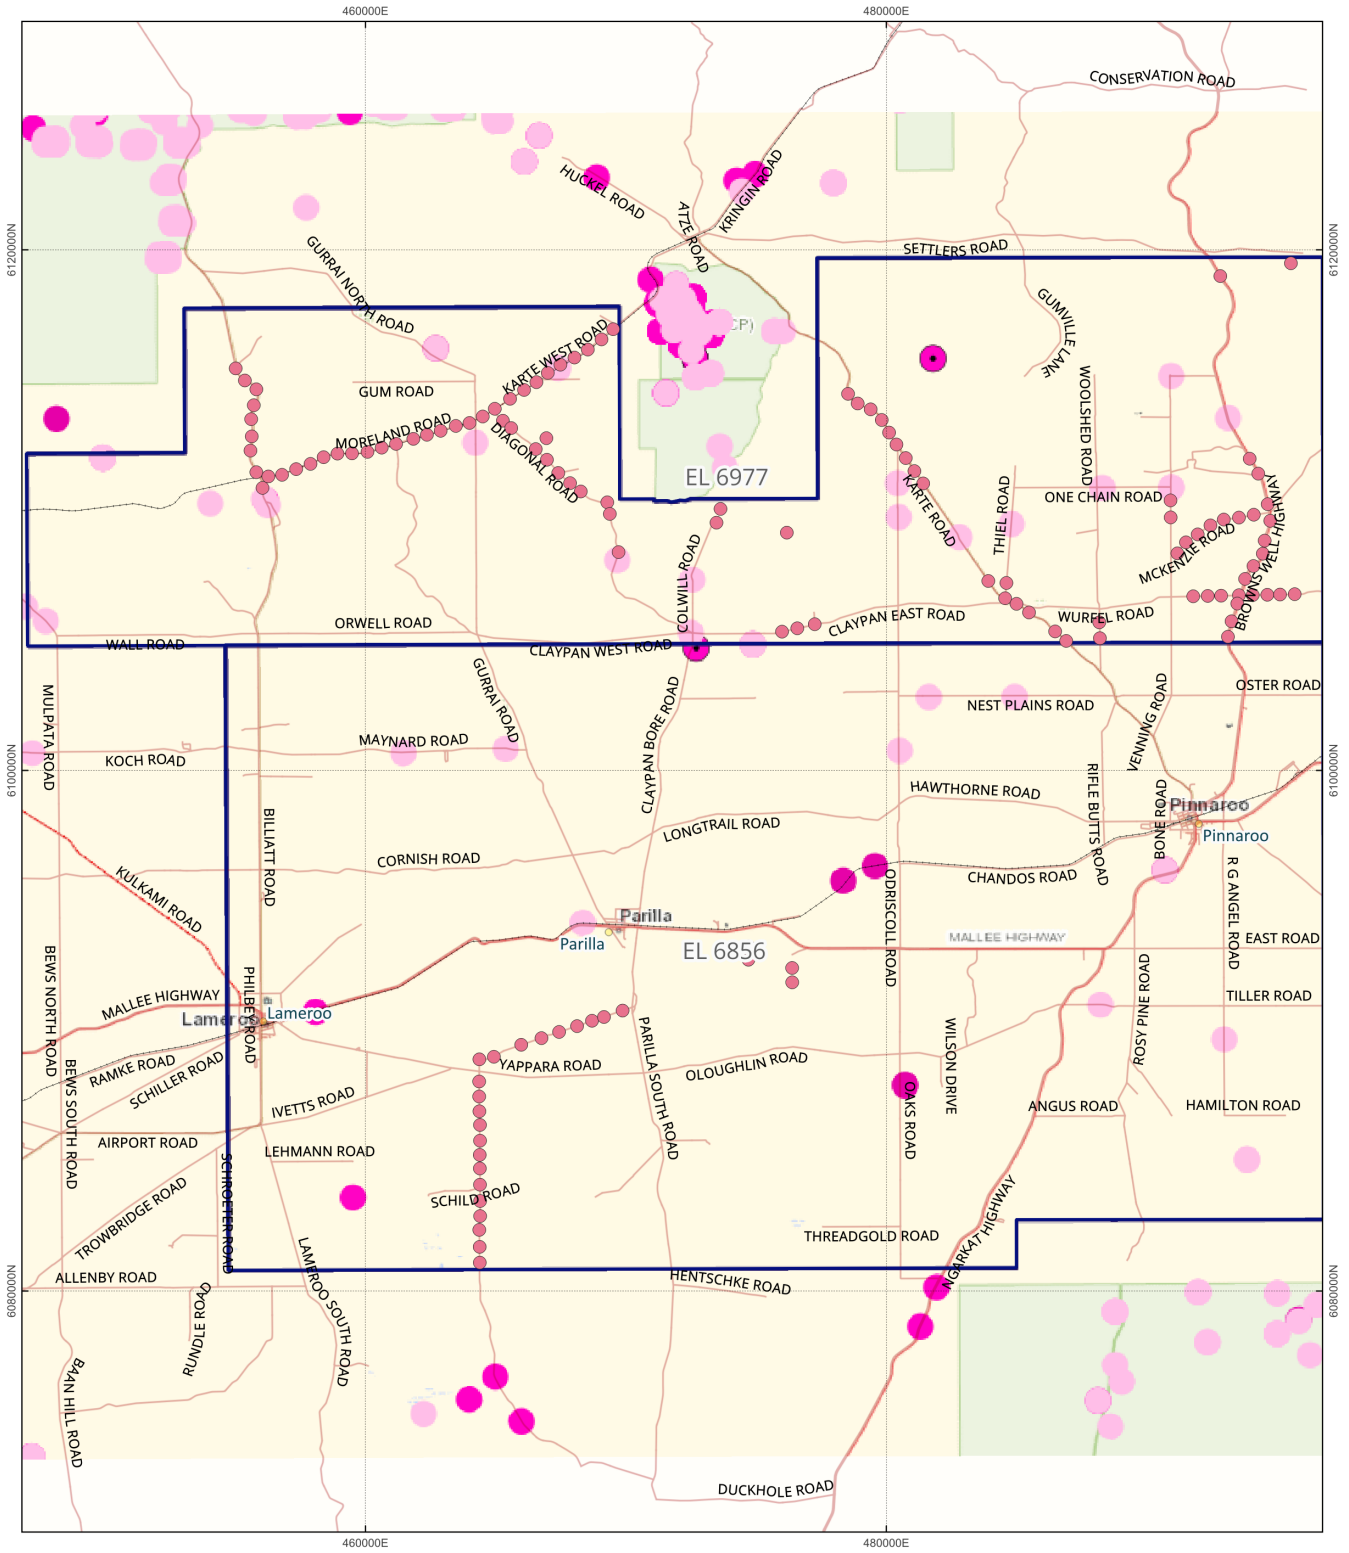 460000E
480000E
CONSERVATION ROAD
HUCKEL ROAD
KRINGIN ROAD
ATZE ROAD
6120000N
6120000N
SETTLERS ROAD
GURRAI NORTH ROAD
GUMVILLE LANE
CP)
KARTE WEST ROAD
GUM ROAD
WOOLSHED ROAD
MORELAND ROAD
DIAGONAL ROAD
EL 6977
KARTE ROAD
THIEL ROAD
ONE CHAIN ROAD
MCKENZIE ROAD
BROWNS WELL HIGHWAY
COLWILL ROAD
ORWELL ROAD
CLAYPAN EAST ROAD
WURFEL ROAD
WALL ROAD
CLAYPAN WEST ROAD
MULPATA ROAD
GURRAI ROAD
CLAYPAN BORE ROAD
NEST PLAINS ROAD
VENNING ROAD
OSTER ROAD
MAYNARD ROAD
KOCH ROAD
6100000N
6100000N
HAWTHORNE ROAD
RIFLE BUTTS ROAD
BONE ROAD
Pinnaroo
Pinnaroo
BILLIATT ROAD
LONGTRAIL ROAD
CORNISH ROAD
KULKAMI ROAD
ODRISCOLL ROAD
CHANDOS ROAD
R G ANGEL ROAD
Parilla
Parilla
EL 6856
MALLEE HIGHWAY
EAST ROAD
BEWS NORTH ROAD
PHILBEY ROAD
MALLEE HIGHWAY
Lameroo
Lameroo
ROSY PINE ROAD
TILLER ROAD
PARILLA SOUTH ROAD
WILSON DRIVE
RAMKE ROAD
SCHILLER ROAD
BEWS SOUTH ROAD
YAPPARA ROAD
OLOUGHLIN ROAD
OAKS ROAD
IVETTS ROAD
ANGUS ROAD
HAMILTON ROAD
AIRPORT ROAD
LEHMANN ROAD
SCHROETER ROAD
TROWBRIDGE ROAD
SCHILD ROAD
NGARKAT HIGHWAY
THREADGOLD ROAD
LAMEROO SOUTH ROAD
ALLENBY ROAD
HENTSCHKE ROAD
6080000N
6080000N
RUNDLE ROAD
BAAN HILL ROAD
DUCKHOLE ROAD
460000E
480000E